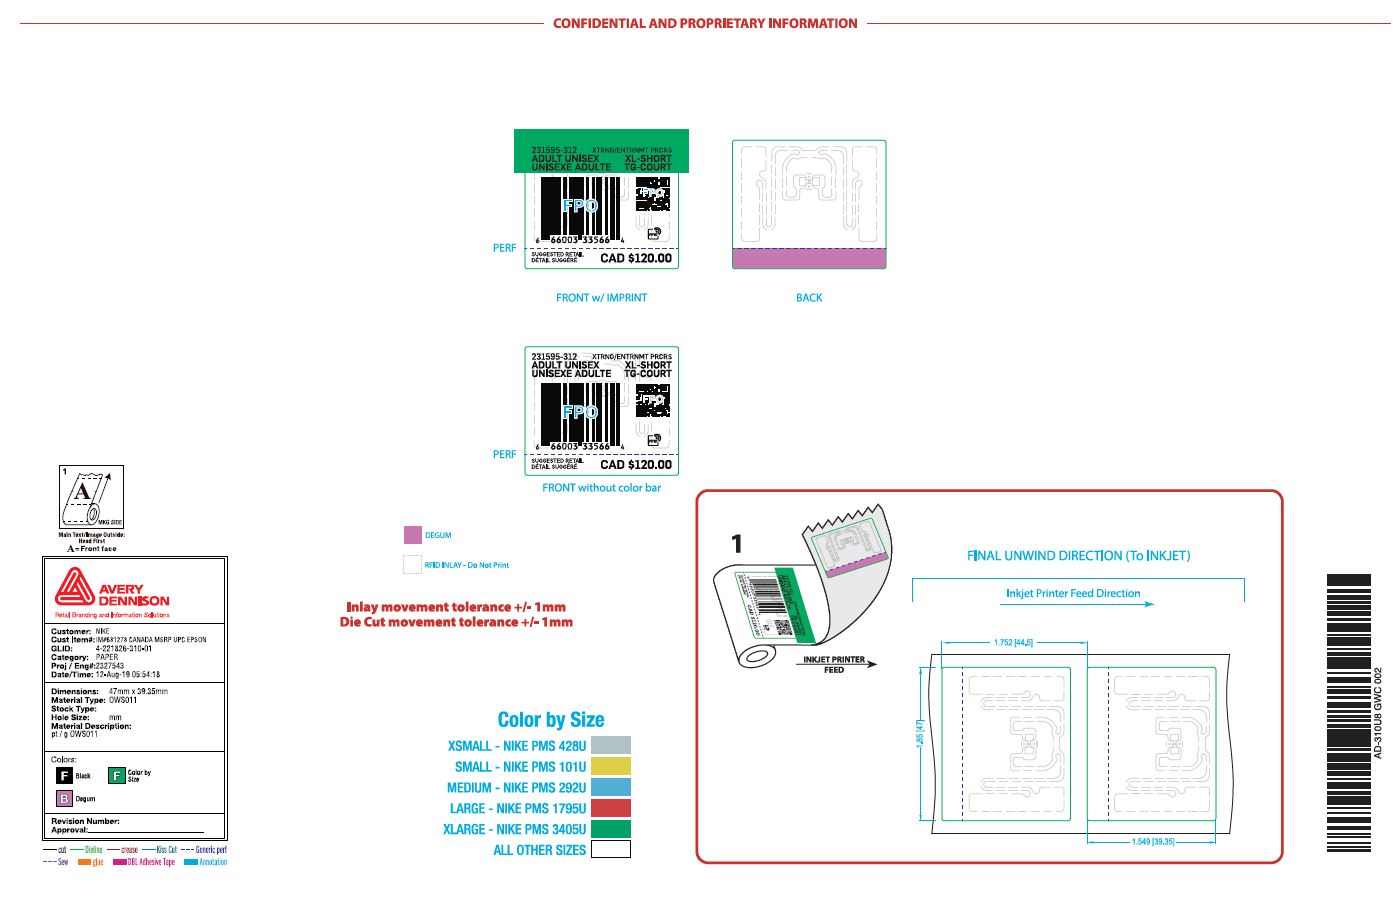 CONFIDENTIAL AND PROPRIETARY INFORMATION
231595-312 XTRNG/ENTRNMT PRCRS
ADULT UNISEX XL-SHORT
UNISEXE ADULTE TG-COURT
FPO
FPO
6 66003 33566 4
PERF
SUGGESTED RETAIL
DÉTAIL SUGGÉRÉ
CAD $120.00
FRONT w/ IMPRINT
BACK
231595-312 XTRNG/ENTRNMT PRCRS
ADULT UNISEX XL-SHORT
UNISEXE ADULTE TG-COURT
FPO
FPO
6 66003 33566 4
PERF
SUGGESTED RETAIL
DÉTAIL SUGGÉRÉ
CAD $120.00
FRONT without color bar
1
A
MKG SIDE
Main Text/Image Outside:
Head First
A=Front face
AVERY
DENNISON
Retail Branding and Information Solutions
Customer: NIKE
Cust Item#: IM#681278 CANADA MSRP UPC EPSON
GLID: 4-221826-310-01
Category: PAPER
Proj / Eng#:2327543
Date/Time: 12-Aug-19 05:54:18
Dimensions: 47mm x 39.35mm
Material Type: OWS011
Stock Type:
Hole Size: mm
Material Description:
pt / g OWS011
Colors:
F Black
F Color by Size
B Degum
Revision Number:
Approval:
cut Dieline crease Kiss Cut Generic perf
Sew glue DBL Adhesive Tape Annotation
DEGUM
RFID INLAY - Do Not Print
Inlay movement tolerance +/- 1mm
Die Cut movement tolerance +/- 1mm
Color by Size
XSMALL - NIKE PMS 428U
SMALL - NIKE PMS 101U
MEDIUM - NIKE PMS 292U
LARGE - NIKE PMS 1795U
XLARGE - NIKE PMS 3405U
ALL OTHER SIZES
1
INKJET PRINTER
FEED
FINAL UNWIND DIRECTION (To INKJET)
Inkjet Printer Feed Direction
1.752 [44.5]
1.85 [47]
1.549 [39.35]
AD-310U8 GWC 002